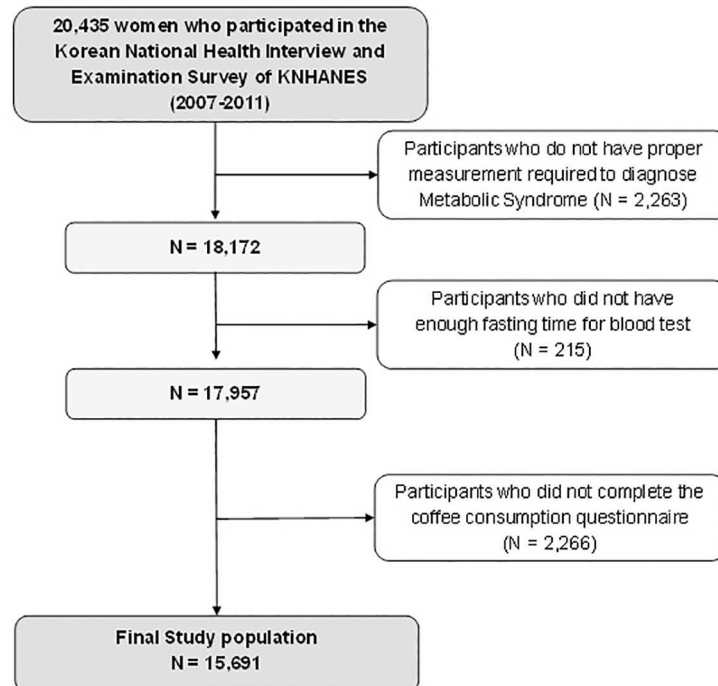 20,435 women who participated in the
Korean National Health Interview and
Examination Survey of KNHANES
(2007-2011)
Participants who do not have proper
measurement required to diagnose
Metabolic Syndrome (N = 2,263)
N = 18,172
Participants who did not have
enough fasting time for blood test
(N = 215)
N = 17,957
Participants who did not complete the
coffee consumption questionnaire
(N = 2,266)
Final Study population
N = 15,691